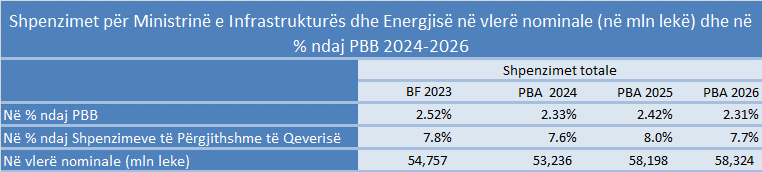 Shpenzimet për Ministrinë e Infrastrukturës dhe Energjisë në vlerë nominale (në mln lekë) dhe në
% ndaj PBB 2024-2026
Shpenzimet totale
BF 2023 PBA 2024 PBA 2025 PBA 2026
Në % ndaj PBB 2.52% 2.33% 2.42% 2.31%
Në % ndaj Shpenzimeve të Përgjithshme të Qeverisë 7.8% 7.6% 8.0% 7.7%
Në vlerë nominale (mln leke) 54,757 53,236 58,198 58,324